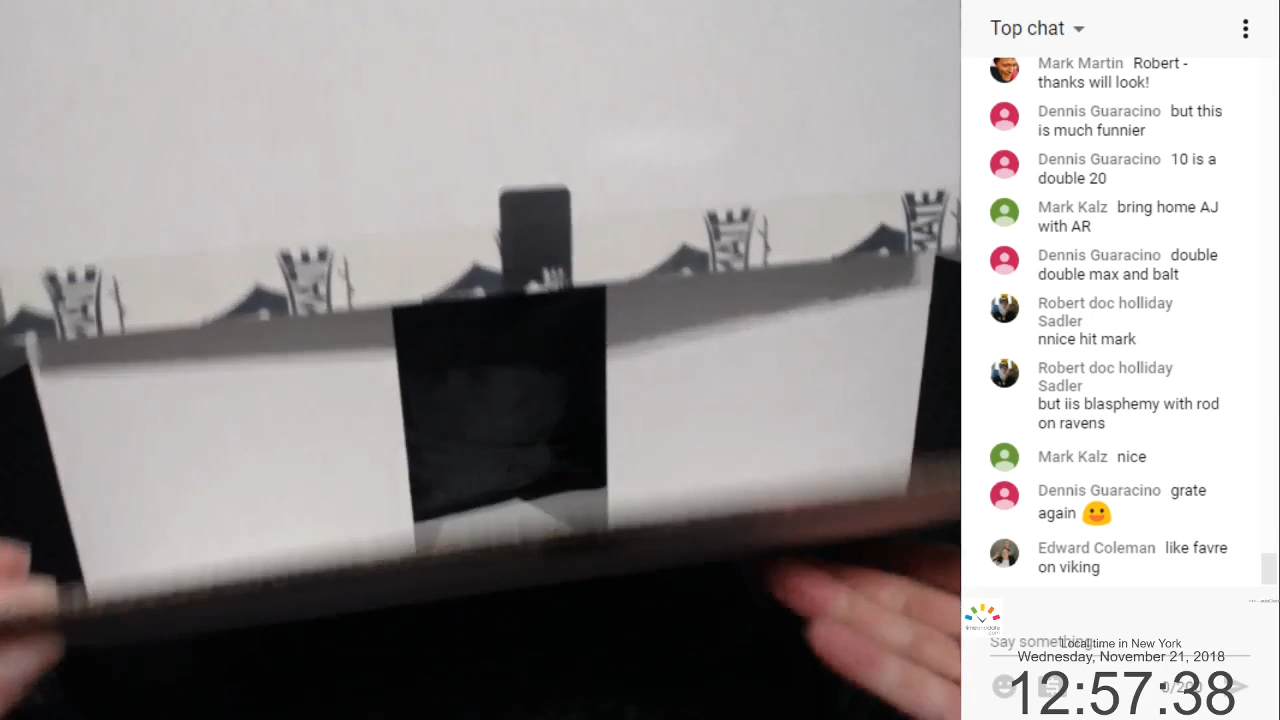 Top chat
Mark Martin Robert -
thanks will look!
Dennis Guaracino but this
is much funnier
Dennis Guaracino 10 is a
double 20
Mark Kalz bring home AJ
with AR
Dennis Guaracino double
double max and balt
Robert doc holliday
Sadler
nnice hit mark
Robert doc holliday
Sadler
but iis blasphemy with rod
on ravens
Mark Kalz nice
Dennis Guaracino grate
again
Edward Coleman like favre
on viking
Say something...
Local time in New York
Wednesday, November 21, 2018
12:57:38